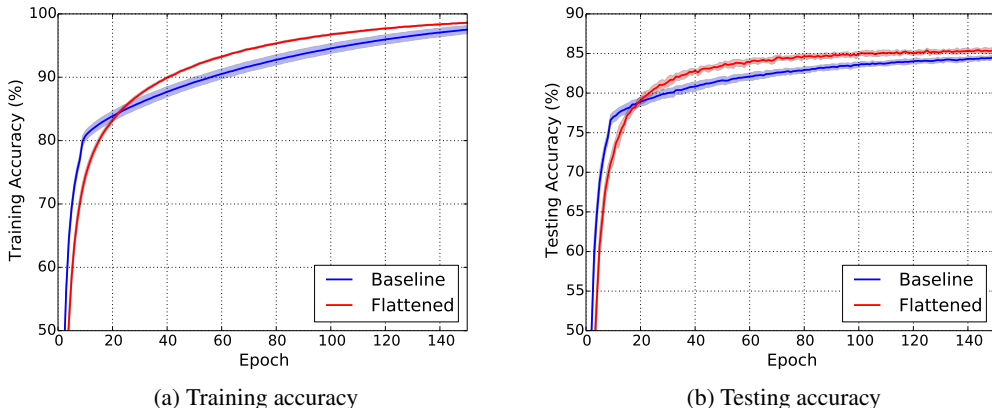 100
90
80
70
60
50
Training Accuracy (%)
0 20 40 60 80 100 120 140
Epoch
Baseline
Flattened
(a) Training accuracy
90
85
80
75
70
65
60
55
50
Testing Accuracy (%)
0 20 40 60 80 100 120 140
Epoch
Baseline
Flattened
(b) Testing accuracy